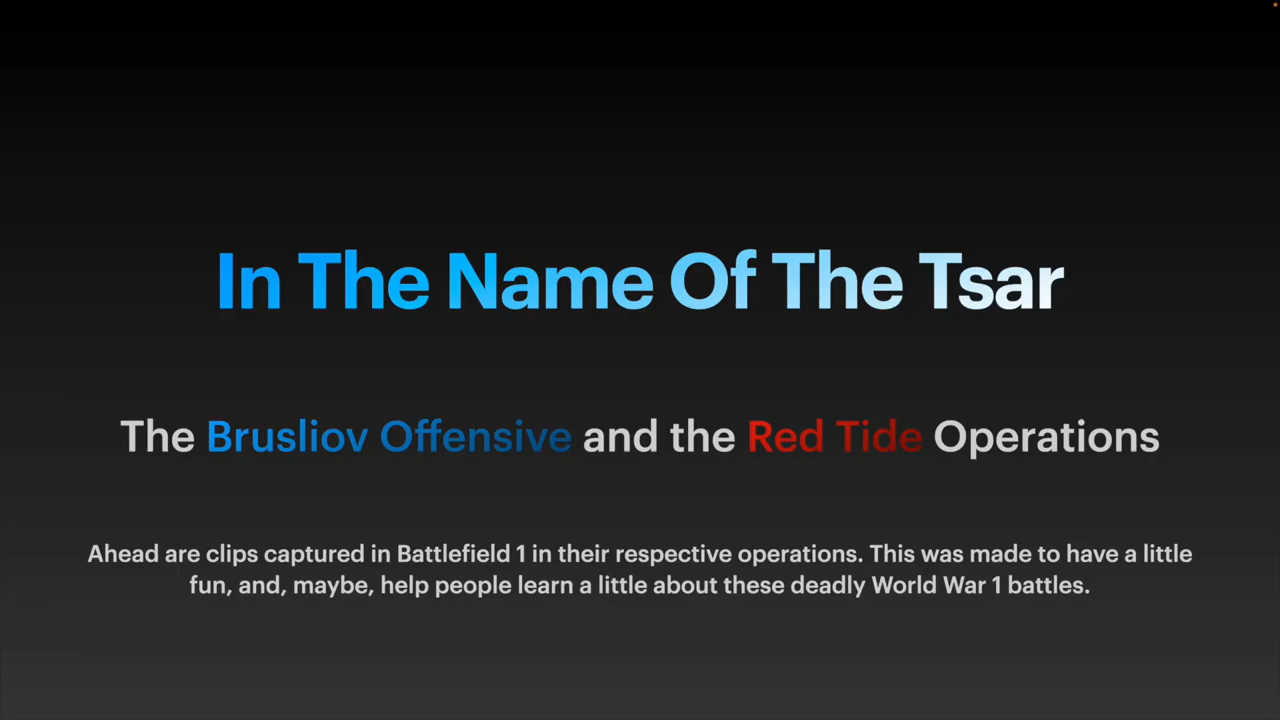 In The Name Of The Tsar
The Brusliov Offensive and the Red Tide Operations
Ahead are clips captured in Battlefield 1 in their respective operations. This was made to have a little
fun, and, maybe, help people learn a little about these deadly World War 1 battles.